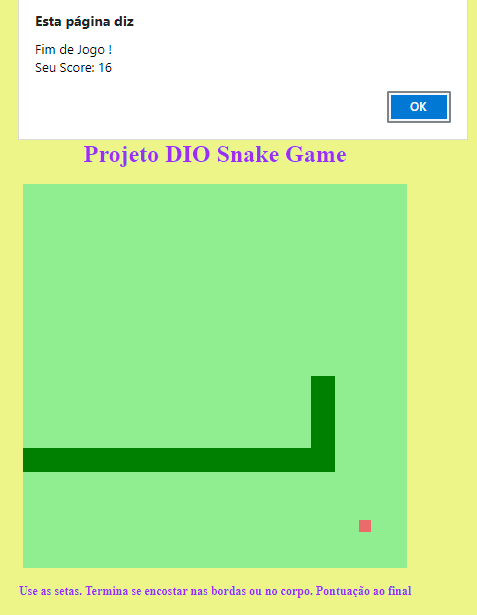 Esta página diz
Fim de Jogo !
Seu Score: 16
OK
Projeto DIO Snake Game
Use as setas. Termina se encostar nas bordas ou no corpo. Pontuação ao final